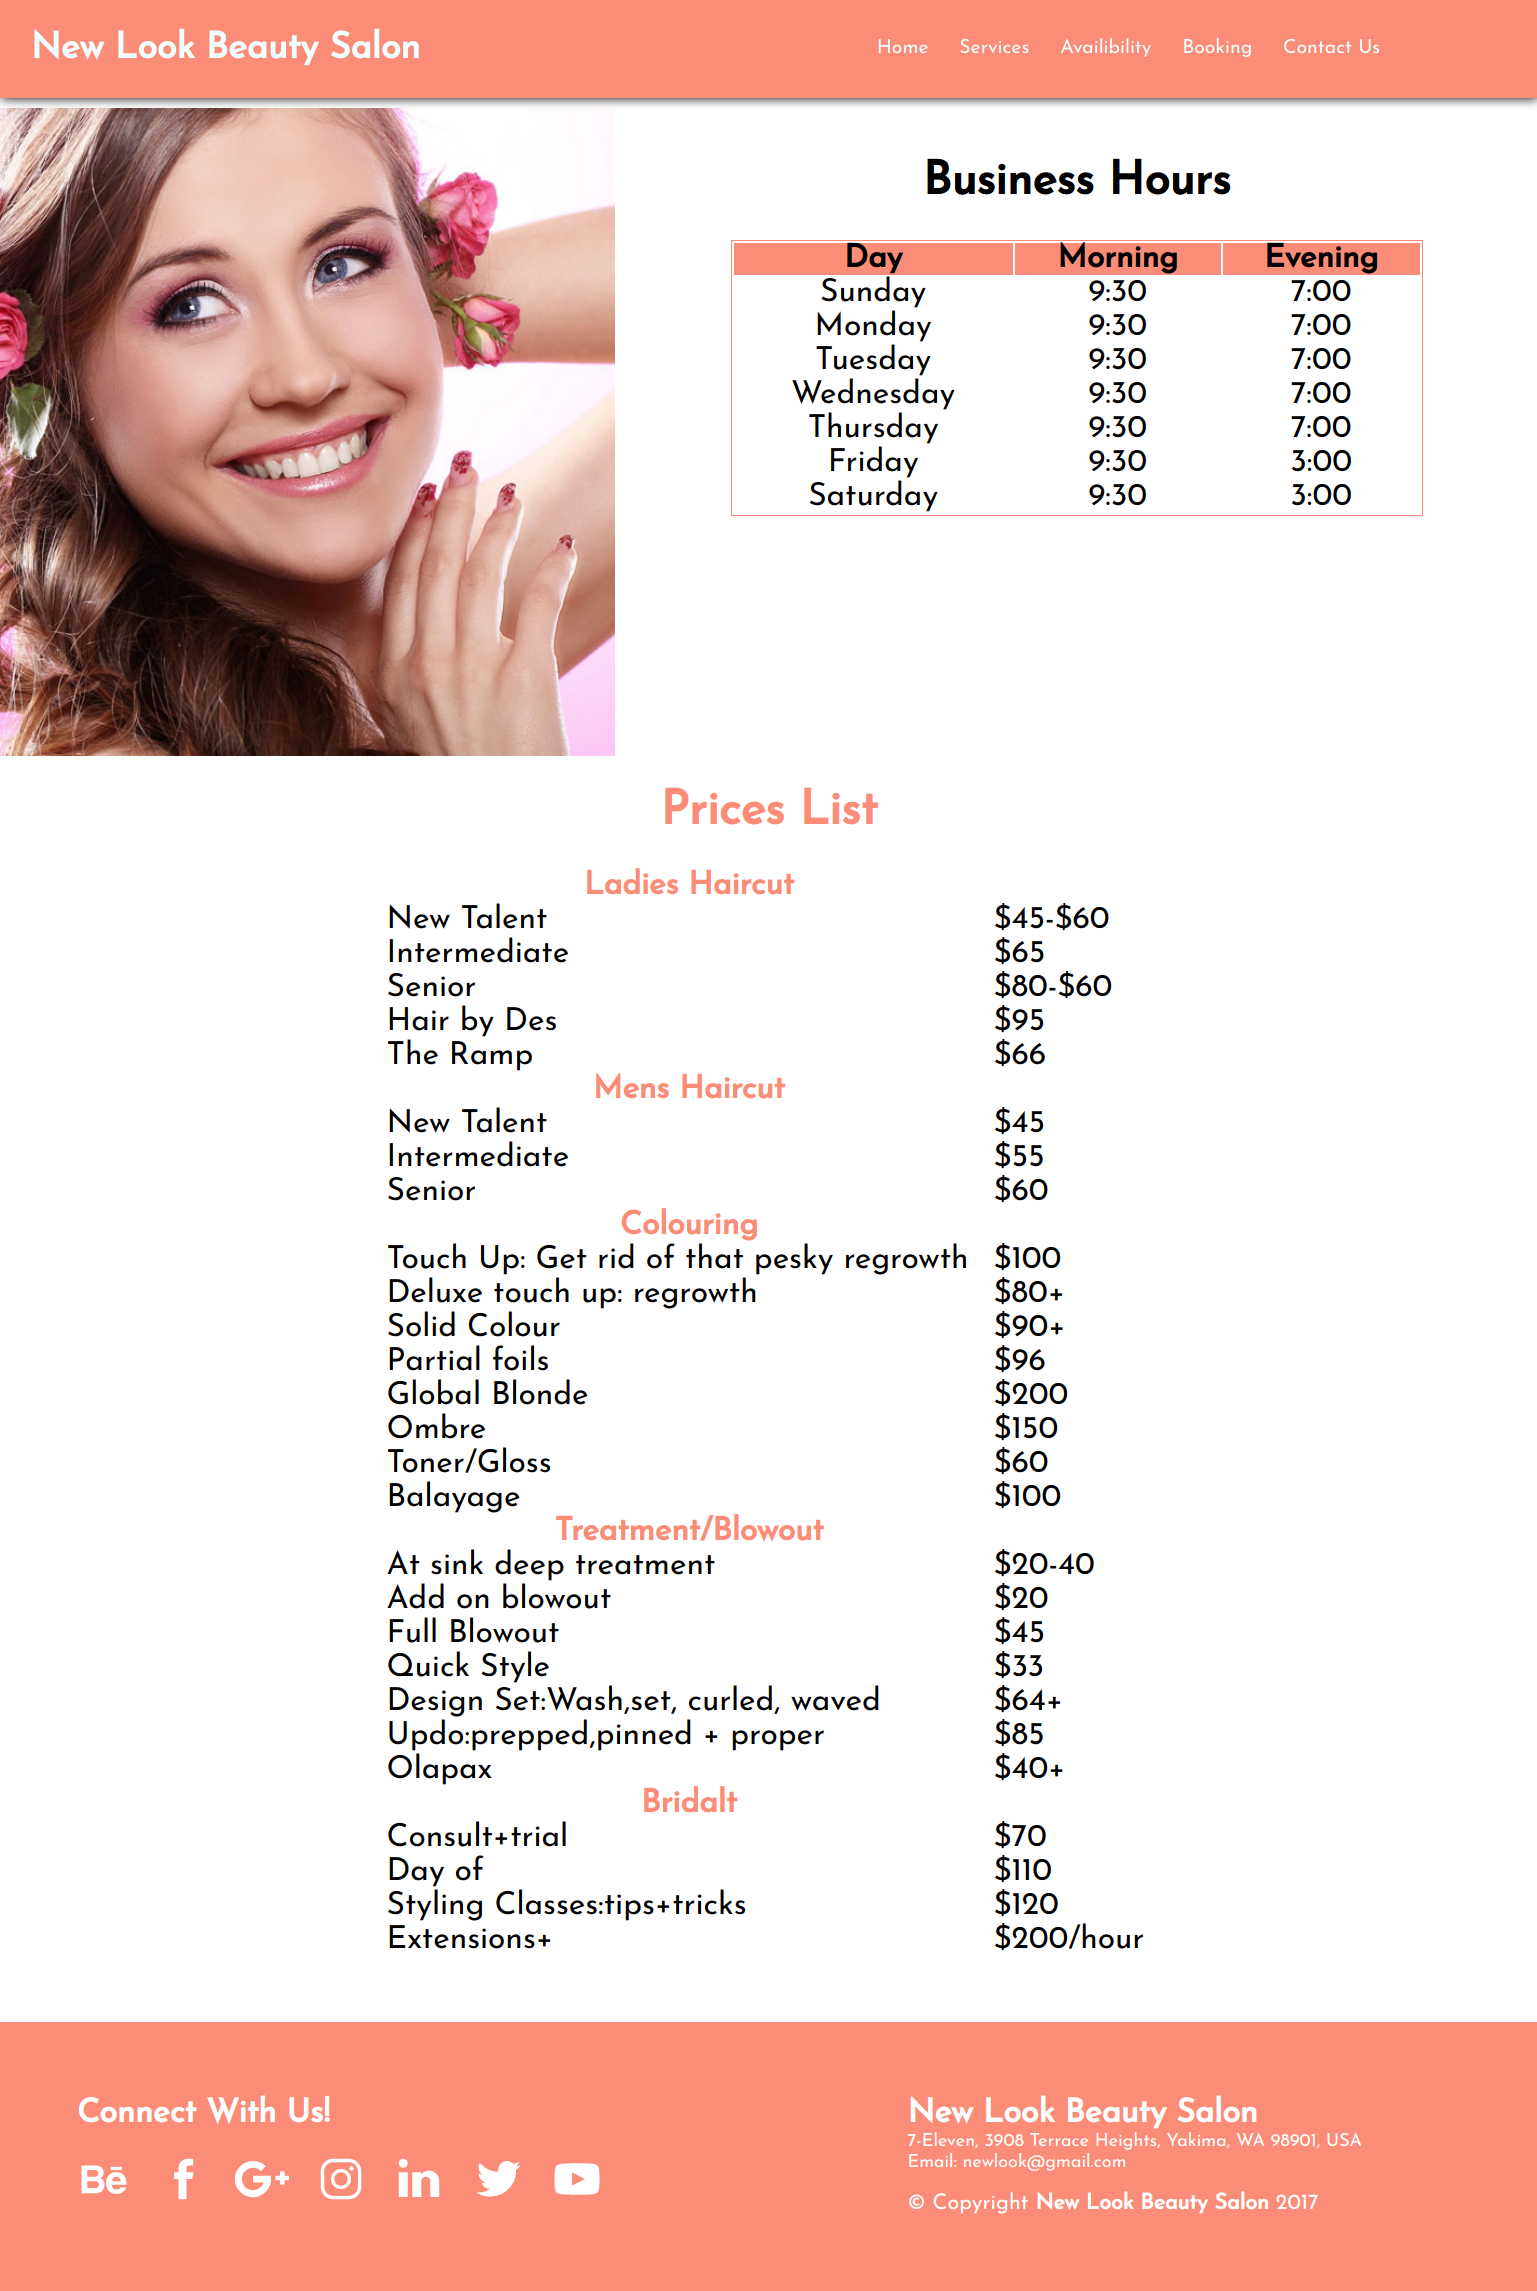 New Look Beauty Salon
Home Services Availibility Booking Contact Us
Business Hours
Day Morning Evening
Sunday 9:30 7:00
Monday 9:30 7:00
Tuesday 9:30 7:00
Wednesday 9:30 7:00
Thursday 9:30 7:00
Friday 9:30 3:00
Saturday 9:30 3:00
Prices List
Ladies Haircut
New Talent $45-$60
Intermediate $65
Senior $80-$60
Hair by Des $95
The Ramp $66
Mens Haircut
New Talent $45
Intermediate $55
Senior $60
Colouring
Touch Up: Get rid of that pesky regrowth $100
Deluxe touch up: regrowth $80+
Solid Colour $90+
Partial foils $96
Global Blonde $200
Ombre $150
Toner/Gloss $60
Balayage $100
Treatment/Blowout
At sink deep treatment $20-40
Add on blowout $20
Full Blowout $45
Quick Style $33
Design Set:Wash,set, curled, waved $64+
Updo:prepped,pinned + proper $85
Olapax $40+
Bridalt
Consult+trial $70
Day of $110
Styling Classes:tips+tricks $120
Extensions+ $200/hour
Connect With Us!
Bē f G+ in
New Look Beauty Salon
7-Eleven, 3908 Terrace Heights, Yakima, WA 98901, USA
Email: newlook@gmail.com
© Copyright New Look Beauty Salon 2017